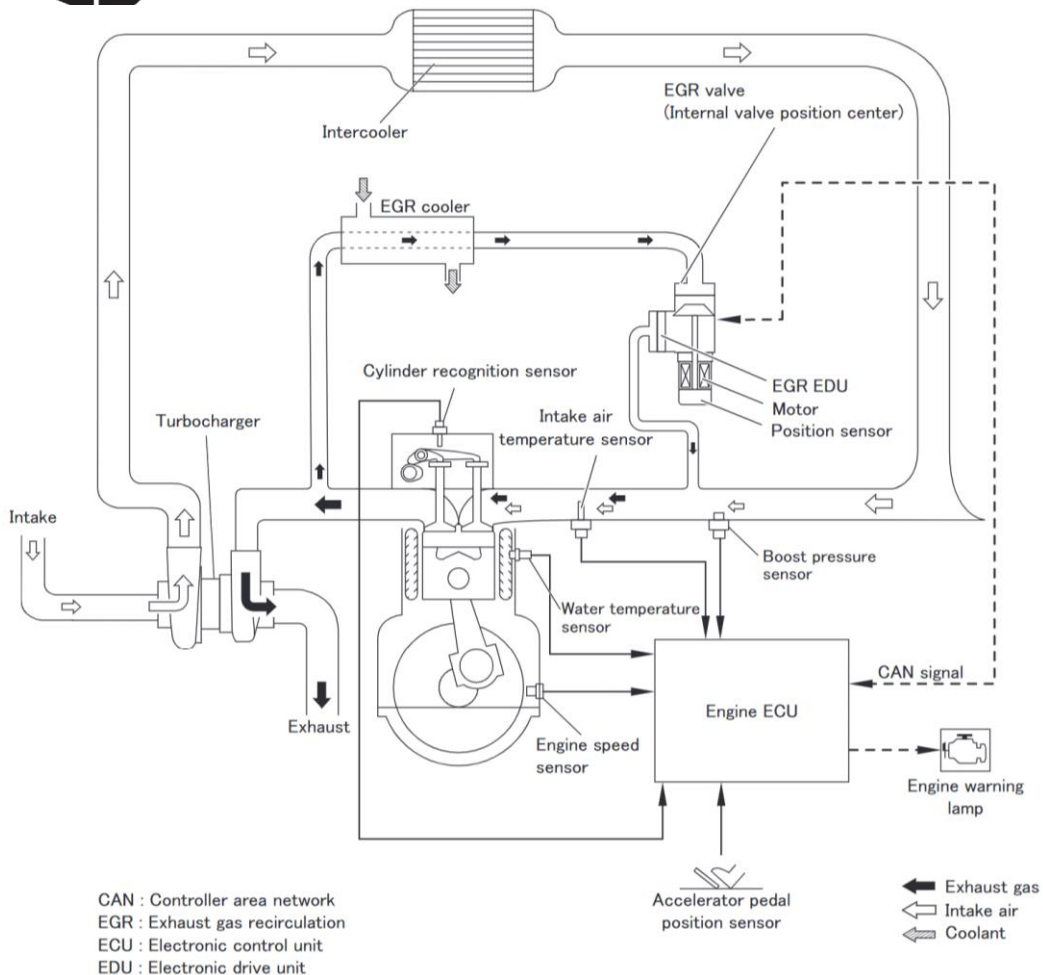 EGR valve
(Internal valve position center)
Intercooler
EGR cooler
Cylinder recognition sensor
EGR EDU
Motor
Position sensor
Intake air
temperature sensor
Turbocharger
Intake
Boost pressure
sensor
Water temperature
sensor
CAN signal
Engine ECU
Exhaust
Engine speed
sensor
Engine warning
lamp
Accelerator pedal
position sensor
CAN : Controller area network
EGR : Exhaust gas recirculation
ECU : Electronic control unit
EDU : Electronic drive unit
Exhaust gas
Intake air
Coolant